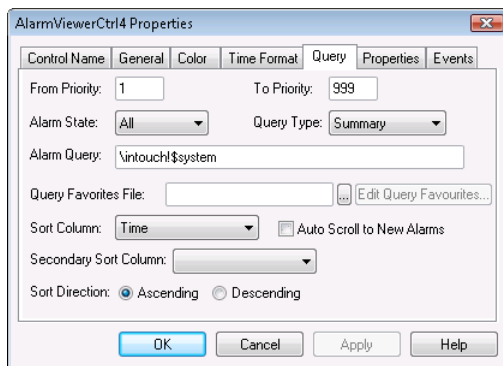 AlarmViewerCtrl4 Properties
Control Name General Color Time Format Query Properties Events
From Priority: 1 To Priority: 999
Alarm State: All Query Type: Summary
Alarm Query: \intouch!$system
Query Favorites File: ... Edit Query Favourites...
Sort Column: Time Auto Scroll to New Alarms
Secondary Sort Column:
Sort Direction: Ascending Descending
OK Cancel Apply Help